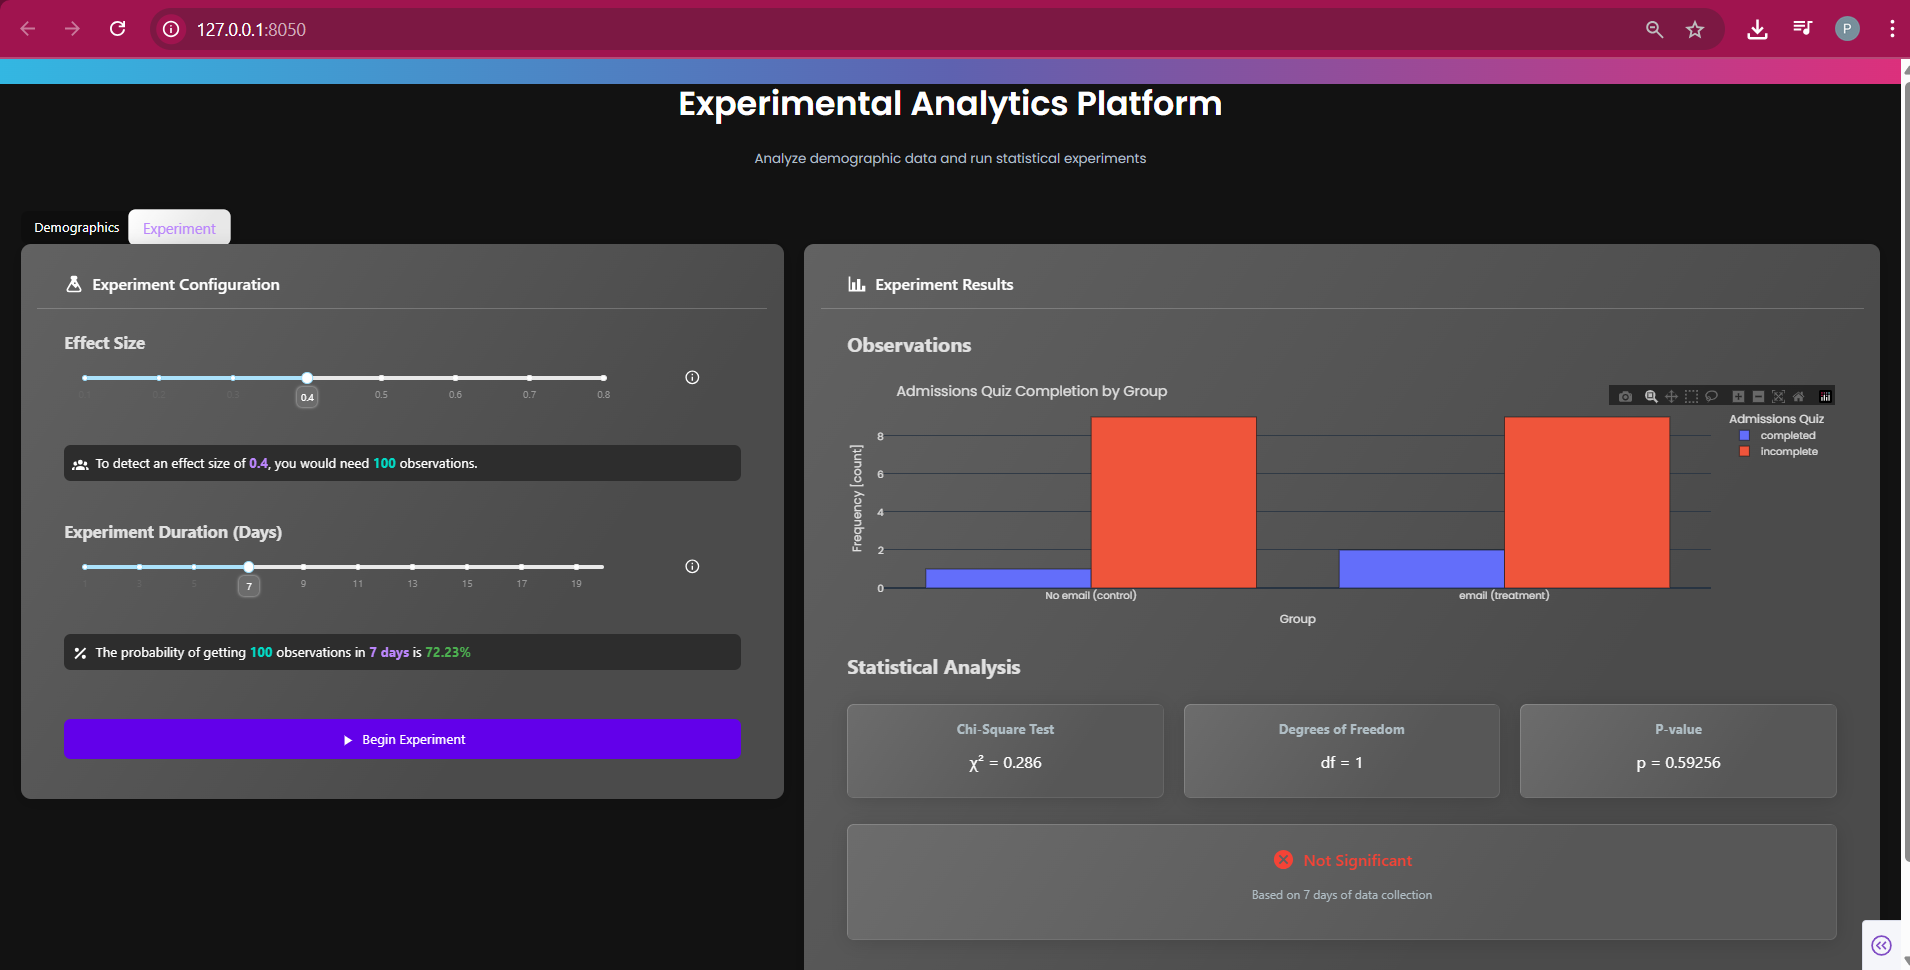 127.0.0.1:8050
P
Experimental Analytics Platform
Analyze demographic data and run statistical experiments
Demographics
Experiment
Experiment Configuration
Effect Size
0.1 0.2 0.3 0.4 0.5 0.6 0.7 0.8
To detect an effect size of 0.4, you would need 100 observations.
Experiment Duration (Days)
1 3 5 7 9 11 13 15 17 19
The probability of getting 100 observations in 7 days is 72.23%
Begin Experiment
Experiment Results
Observations
Admissions Quiz Completion by Group
Admissions Quiz
completed
incomplete
Frequency [count]
8
6
4
2
0
No email (control) email (treatment)
Group
Statistical Analysis
Chi-Square Test
χ² = 0.286
Degrees of Freedom
df = 1
P-value
p = 0.59256
Not Significant
Based on 7 days of data collection